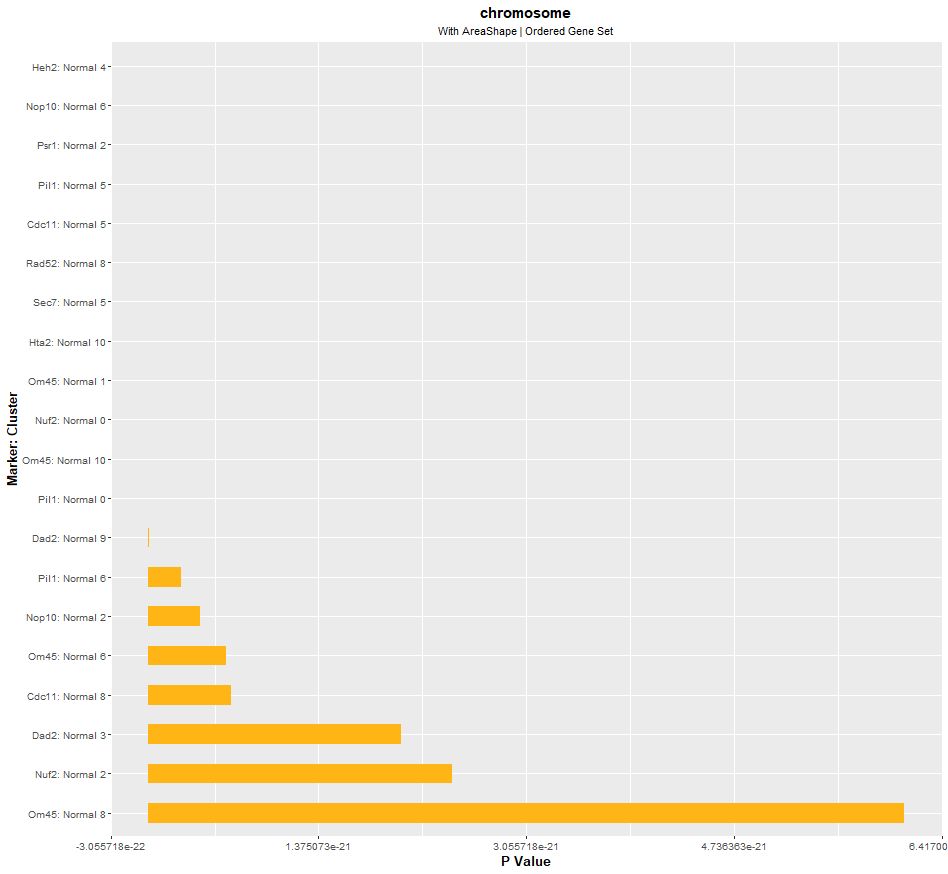 chromosome
With AreaShape | Ordered Gene Set
Heh2: Normal 4
Nop10: Normal 6
Psr1: Normal 2
Pil1: Normal 5
Cdc11: Normal 5
Rad52: Normal 8
Sec7: Normal 5
Hta2: Normal 10
Om45: Normal 1
Nuf2: Normal 0
Om45: Normal 10
Pil1: Normal 0
Dad2: Normal 9
Pil1: Normal 6
Nop10: Normal 2
Om45: Normal 6
Cdc11: Normal 8
Dad2: Normal 3
Nuf2: Normal 2
Om45: Normal 8
Marker: Cluster
-3.055718e-22 1.375073e-21 3.055718e-21 4.736363e-21 6.41700
P Value